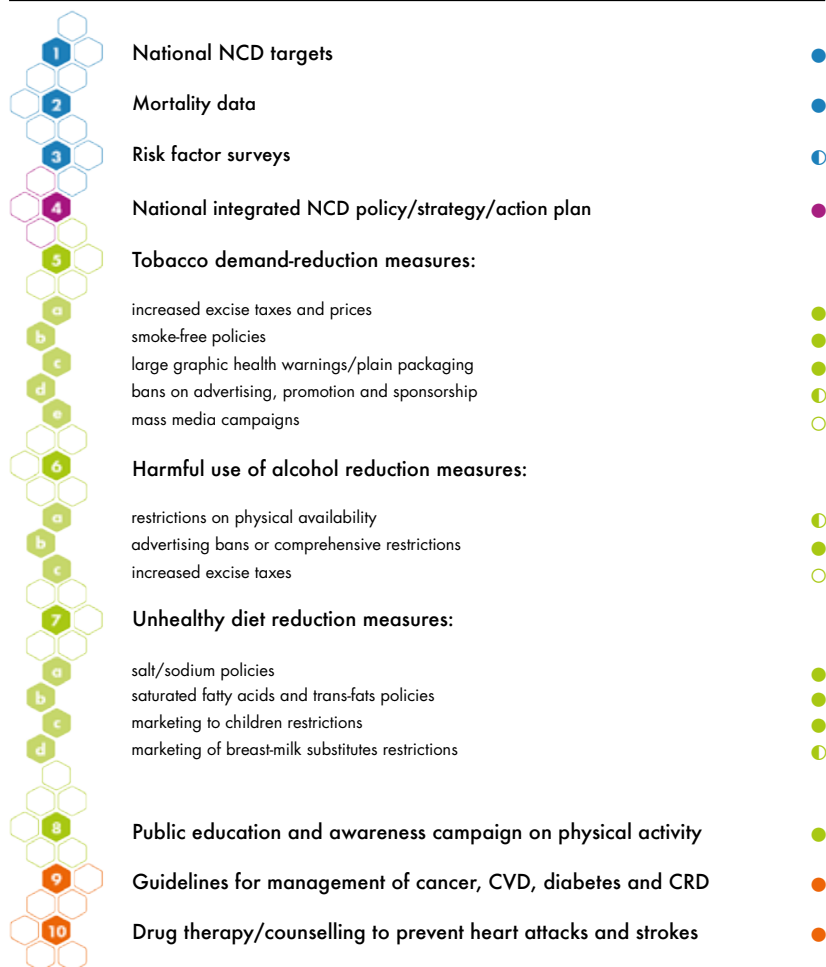 1 National NCD targets
2 Mortality data
3 Risk factor surveys
4 National integrated NCD policy/strategy/action plan
5 Tobacco demand-reduction measures:
a increased excise taxes and prices
b smoke-free policies
c large graphic health warnings/plain packaging
d bans on advertising, promotion and sponsorship
e mass media campaigns
6 Harmful use of alcohol reduction measures:
a restrictions on physical availability
b advertising bans or comprehensive restrictions
c increased excise taxes
7 Unhealthy diet reduction measures:
a salt/sodium policies
b saturated fatty acids and trans-fats policies
c marketing to children restrictions
d marketing of breast-milk substitutes restrictions
8 Public education and awareness campaign on physical activity
9 Guidelines for management of cancer, CVD, diabetes and CRD
10 Drug therapy/counselling to prevent heart attacks and strokes